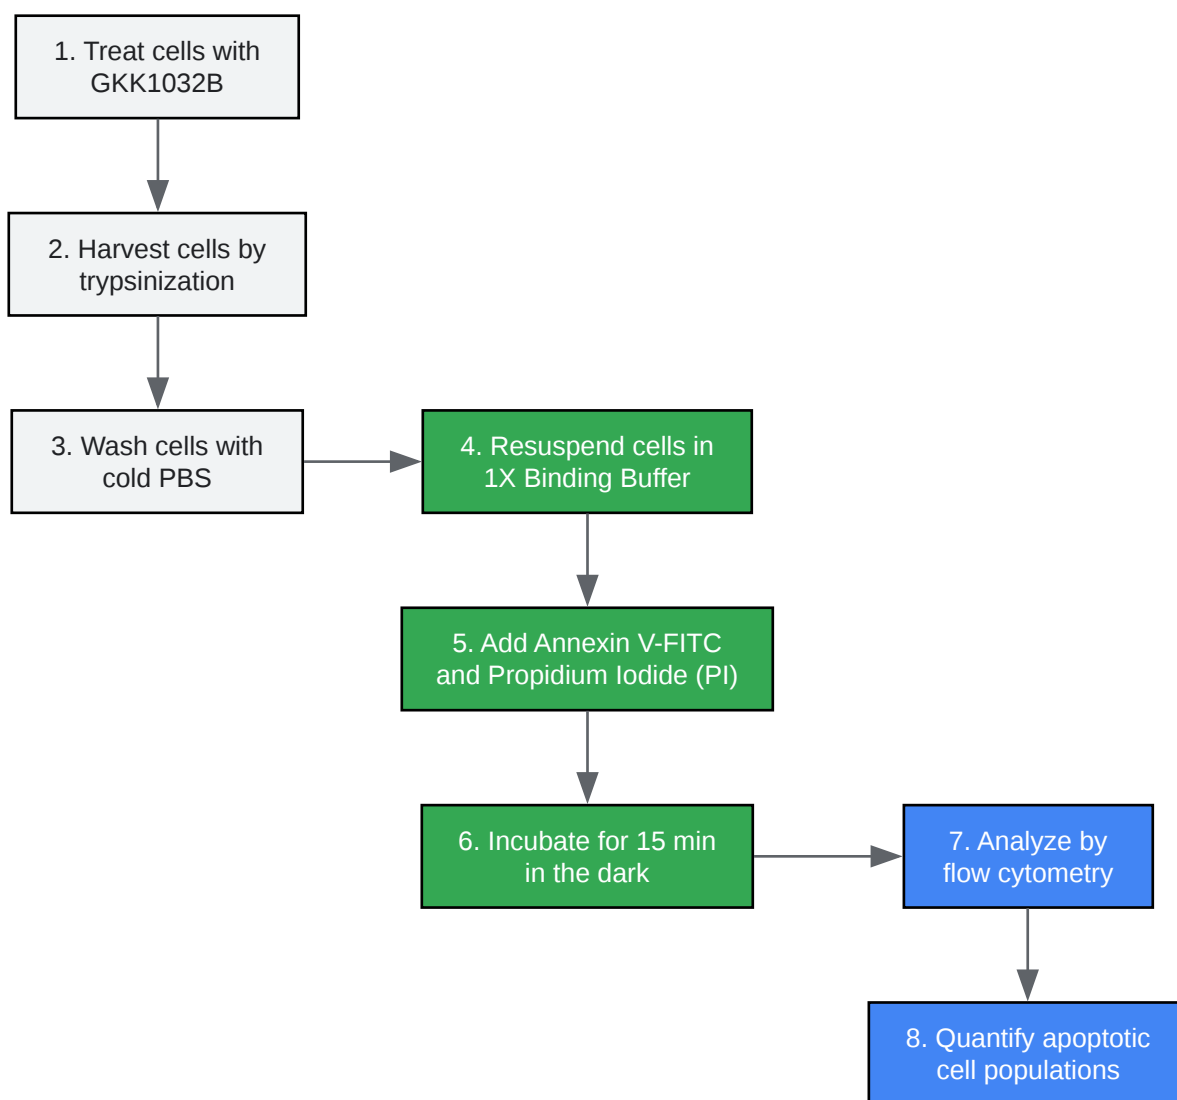 1. Treat cells with
GKK1032B
2. Harvest cells by
trypsinization
3. Wash cells with
cold PBS
4. Resuspend cells in
1X Binding Buffer
5. Add Annexin V-FITC
and Propidium Iodide (PI)
6. Incubate for 15 min
in the dark
7. Analyze by
flow cytometry
8. Quantify apoptotic
cell populations